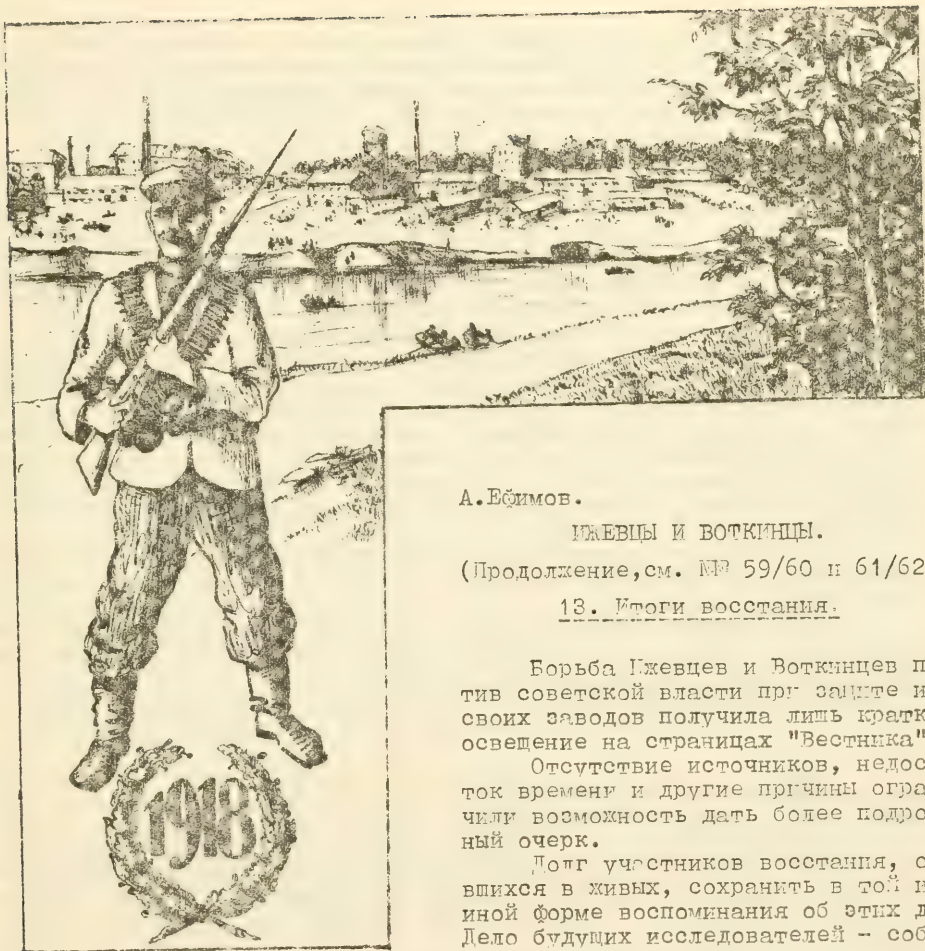 1918
А.Ефимов.
ИЖЕВЦЫ И ВОТКИНЦЫ.
(Продолжение,см. №№ 59/60 и 61/62
13. Итоги восстания.
Борьба Ижевцев и Воткинцев п
тив советской власти при защите и
своих заводов получила лишь кратк
освещение на страницах "Вестника"
Отсутствие источников, недос
ток времени и другие причины огра
чили возможность дать более подро
ный очерк.
Долг участников восстания, о
вшихся в живых, сохранить в той и
иной форме воспоминания об этих д
Дело будущих исследователей - соб